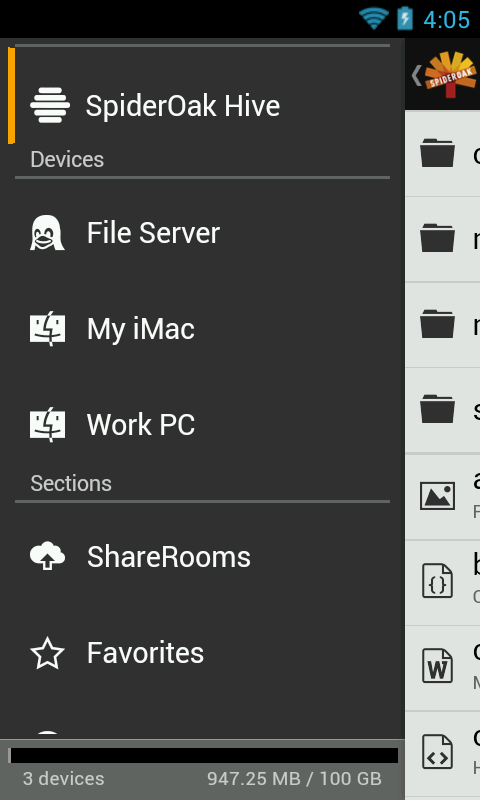 4:05
SPIDEROAK
SpiderOak Hive
Devices
File Server
My iMac
Work PC
Sections
ShareRooms
Favorites
3 devices
947.25 MB / 100 GB
W